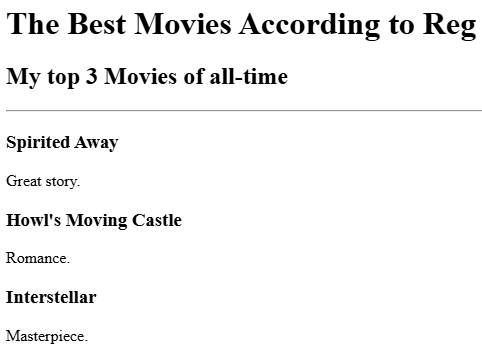 The Best Movies According to Reg
My top 3 Movies of all-time
Spirited Away
Great story.
Howl's Moving Castle
Romance.
Interstellar
Masterpiece.